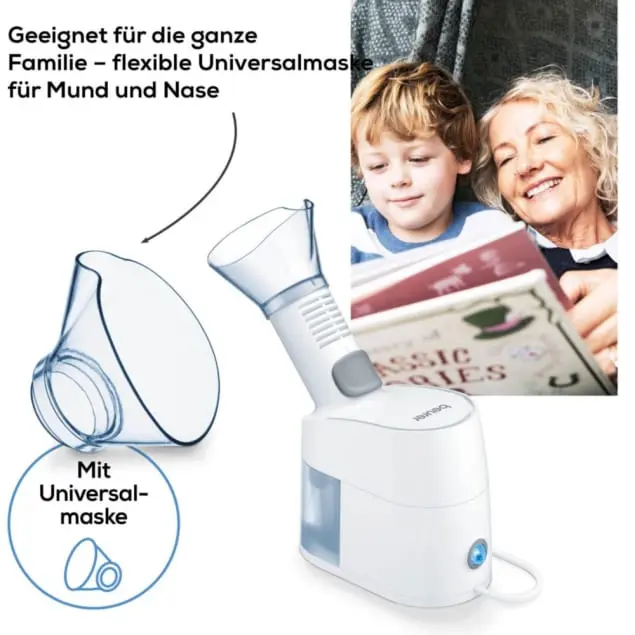 Geeignet für die ganze
Familie – flexible Universalmaske
für Mund und Nase
beurer
Mit
Universal-
maske